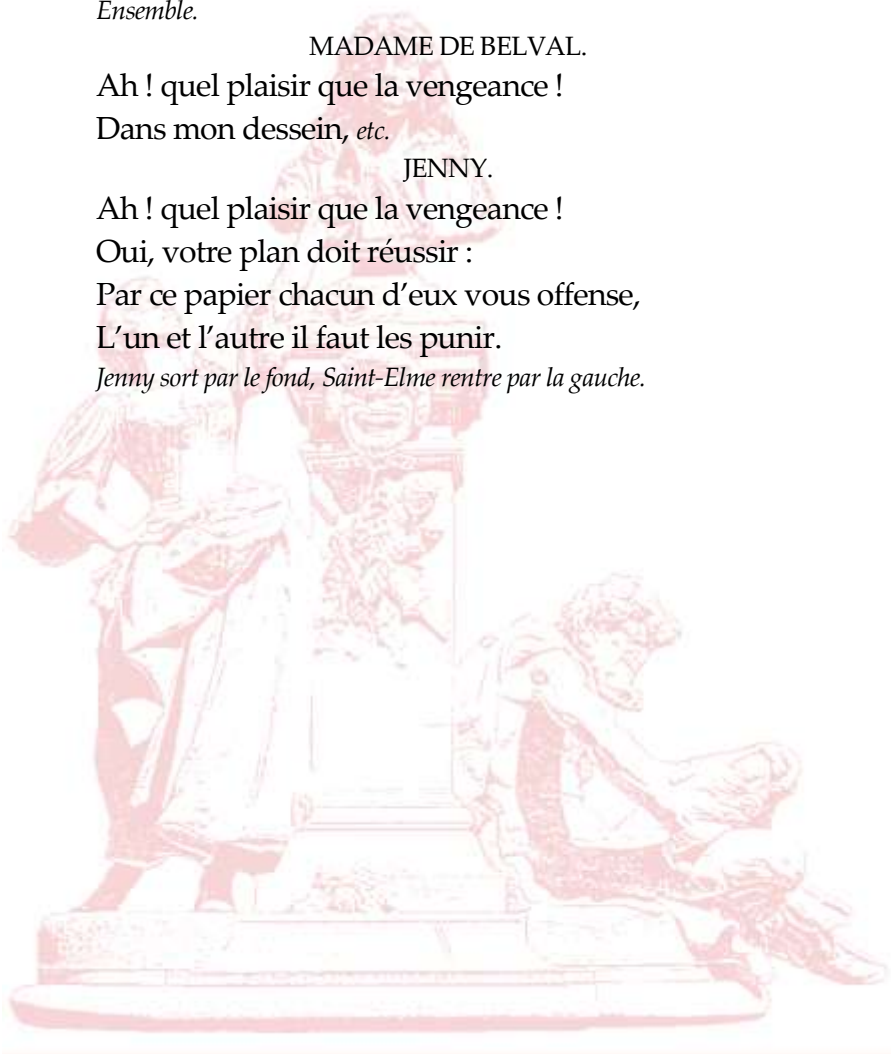 Ensemble.
MADAME DE BELVAL.
Ah ! quel plaisir que la vengeance !
Dans mon dessein, etc.
JENNY.
Ah ! quel plaisir que la vengeance !
Oui, votre plan doit réussir :
Par ce papier chacun d’eux vous offense,
L’un et l’autre il faut les punir.
Jenny sort par le fond, Saint-Elme rentre par la gauche.